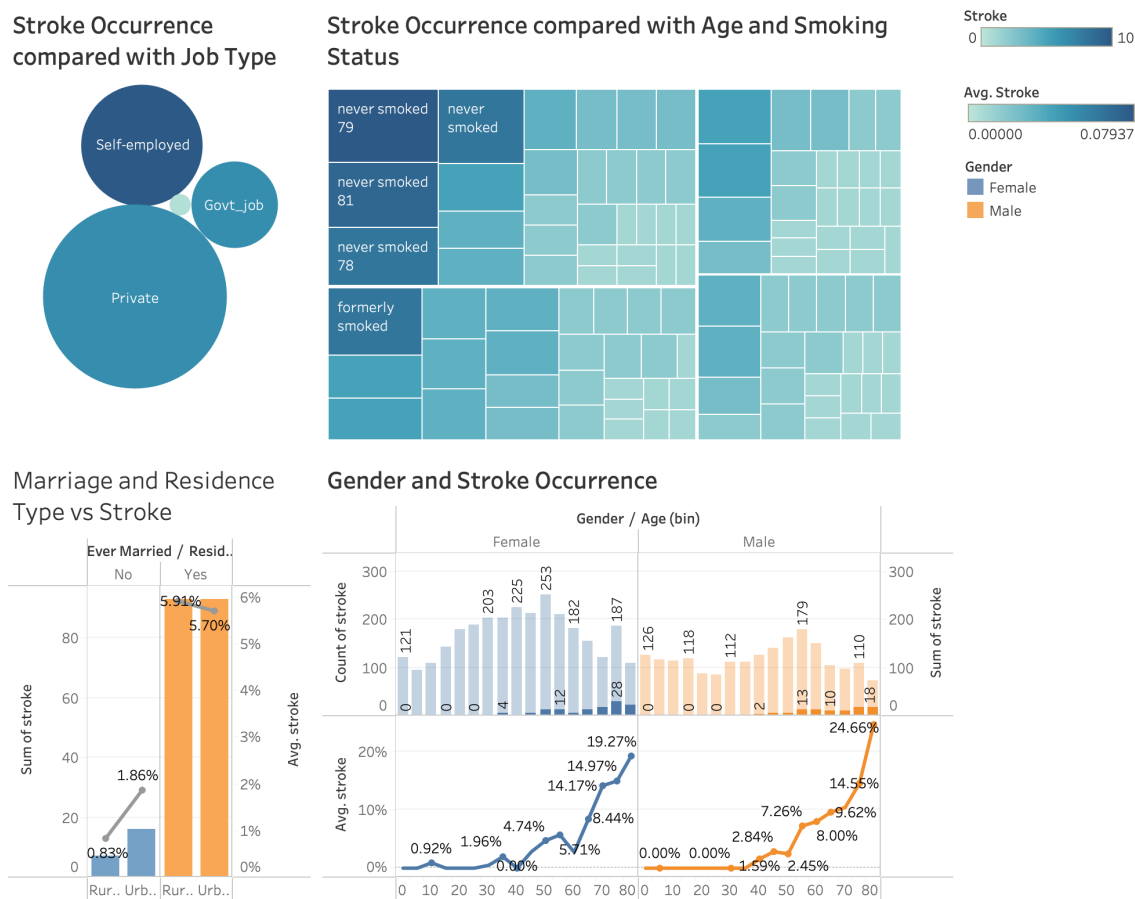 Stroke Occurrence
compared with Job Type
Self-employed
Govt_job
Private
Stroke Occurrence compared with Age and Smoking
Status
never smoked
79
never
smoked
never smoked
81
never smoked
78
formerly
smoked
Stroke
0 10
Avg. Stroke
0.00000 0.07937
Gender
Female
Male
Marriage and Residence
Type vs Stroke
Ever Married / Resid..
No Yes
Sum of stroke
80
60
40
20
0
5.91%
5.70%
1.86%
0.83%
6%
5%
4%
3%
2%
1%
0%
Avg. stroke
Rur.. Urb.. Rur.. Urb..
Gender and Stroke Occurrence
Gender / Age (bin)
Female Male
Count of stroke
300
200
100
0
121 203 225 253 182 187
0 0 0 4 12 28
126 118 112 179 110
0 0 0 2 13 10 18
300
200
100
0
Sum of stroke
Avg. stroke
20%
10%
0%
0.92% 1.96% 0.00% 4.74% 5.71% 8.44% 14.17% 14.97% 19.27%
0.00% 0.00% 1.59% 2.84% 2.45% 7.26% 8.00% 9.62% 14.55% 24.66%
0 10 20 30 40 50 60 70 80 10 20 30 40 50 60 70 80